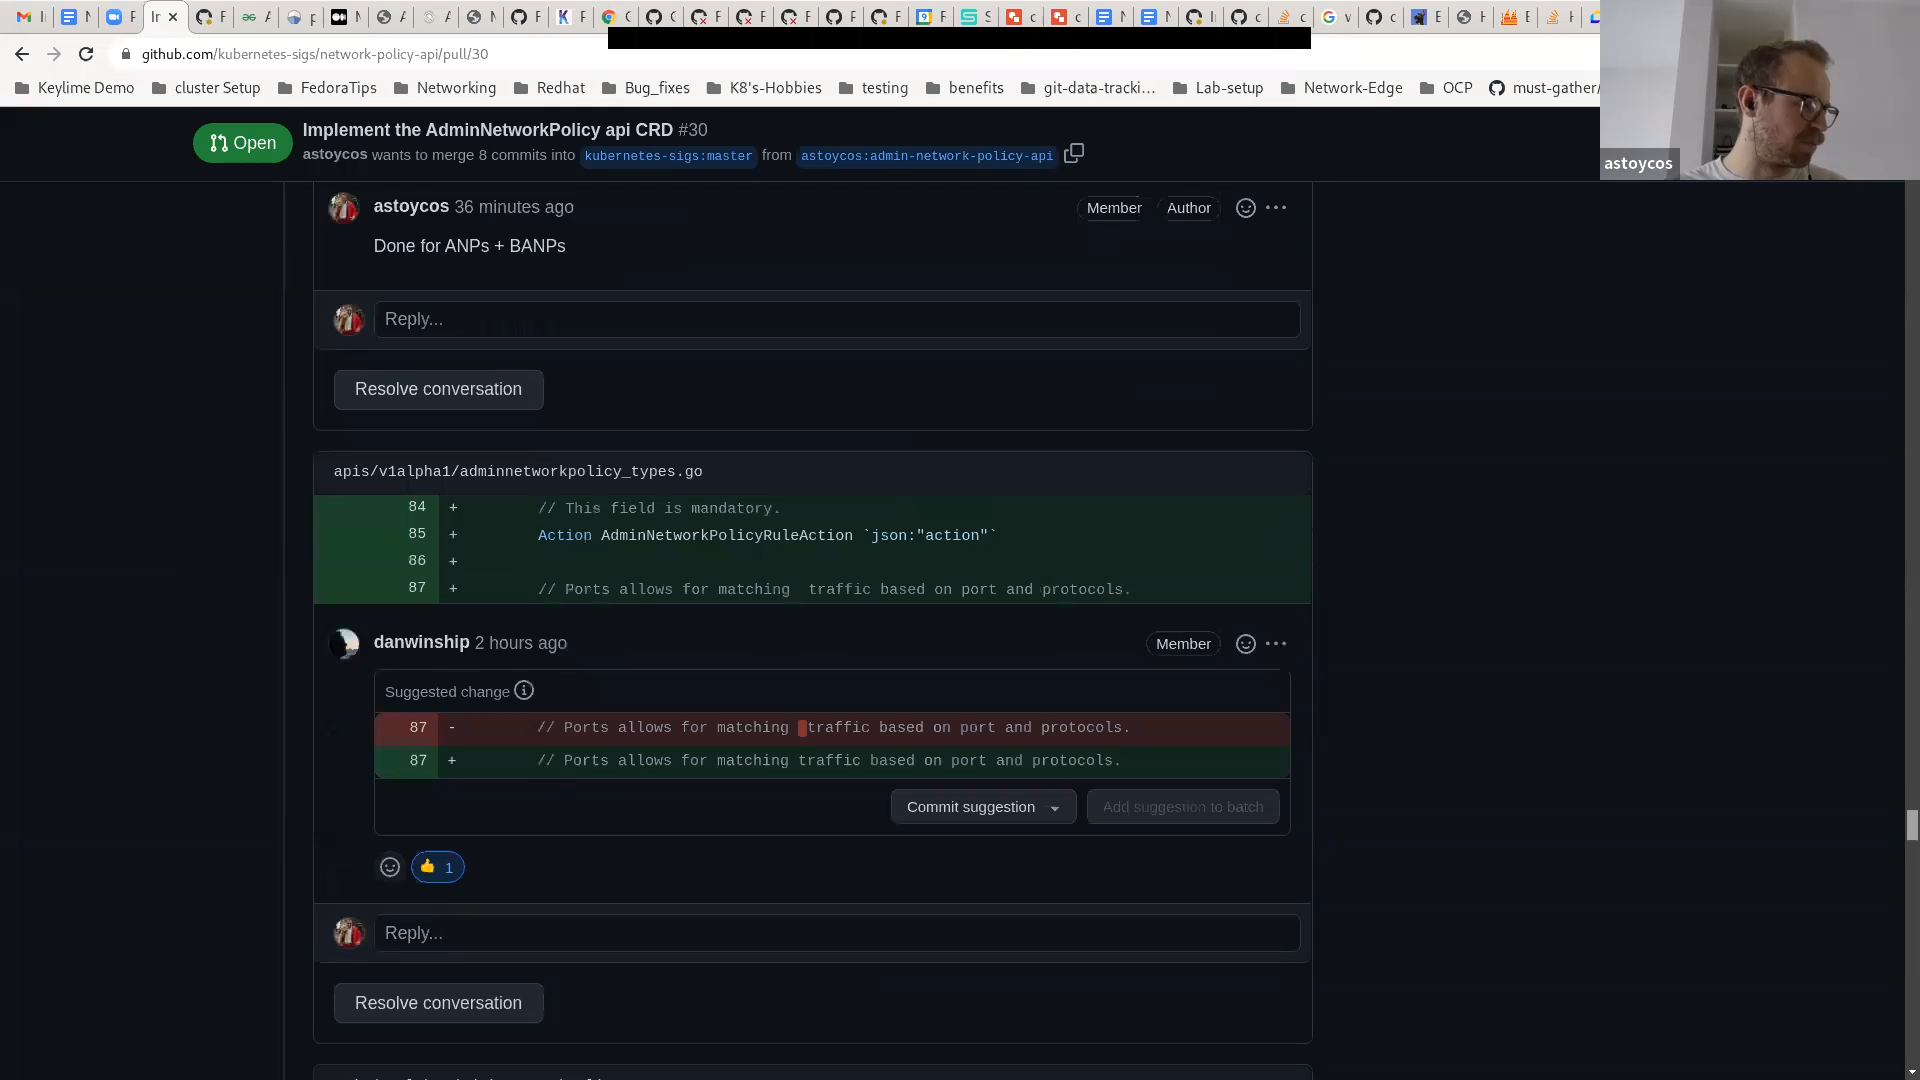 github.com/kubernetes-sigs/network-policy-api/pull/30
Keylime Demo
cluster Setup
FedoraTips
Networking
Redhat
Bug_fixes
K8's-Hobbies
testing
benefits
git-data-tracki...
Lab-setup
Network-Edge
OCP
must-gather/
Open
Implement the AdminNetworkPolicy api CRD #30
astoycos wants to merge 8 commits into kubernetes-sigs:master from astoycos:admin-network-policy-api
astoycos
astoycos 36 minutes ago
Member
Author
Done for ANPs + BANPs
Reply...
Resolve conversation
apis/v1alpha1/adminnetworkpolicy_types.go
84 + // This field is mandatory.
85 + Action AdminNetworkPolicyRuleAction `json:"action"`
86 +
87 + // Ports allows for matching  traffic based on port and protocols.
danwinship 2 hours ago
Member
Suggested change
87 - // Ports allows for matching  traffic based on port and protocols.
87 + // Ports allows for matching traffic based on port and protocols.
Commit suggestion
Add suggestion to batch
👍 1
Reply...
Resolve conversation